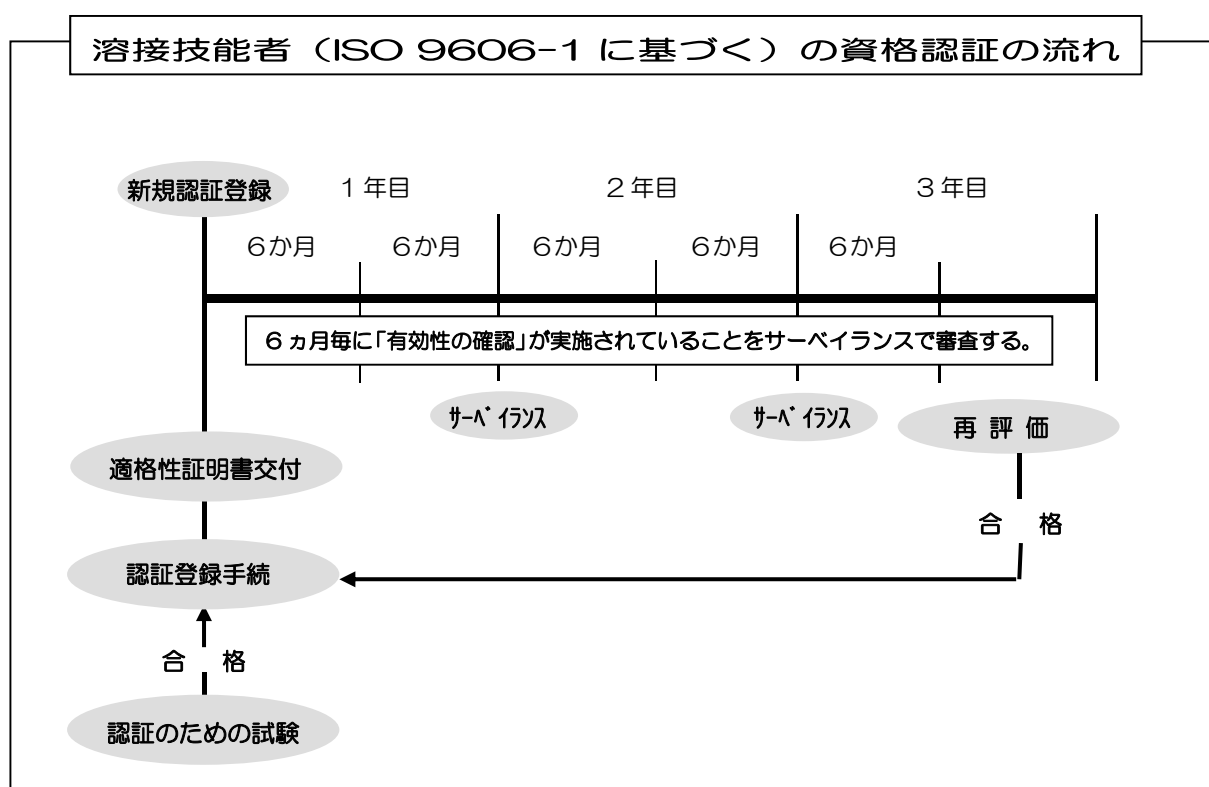 溶接技能者（ISO 9606-1 に基づく）の資格認証の流れ
新規認証登録
1 年目
2 年目
3 年目
6か月
6か月
6か月
6か月
6か月
6 ヵ月毎に「有効性の確認」が実施されていることをサーベイランスで審査する。
ｻｰﾍﾞｲﾗﾝｽ
ｻｰﾍﾞｲﾗﾝｽ
再 評 価
適格性証明書交付
合 格
認証登録手続
合 格
認証のための試験